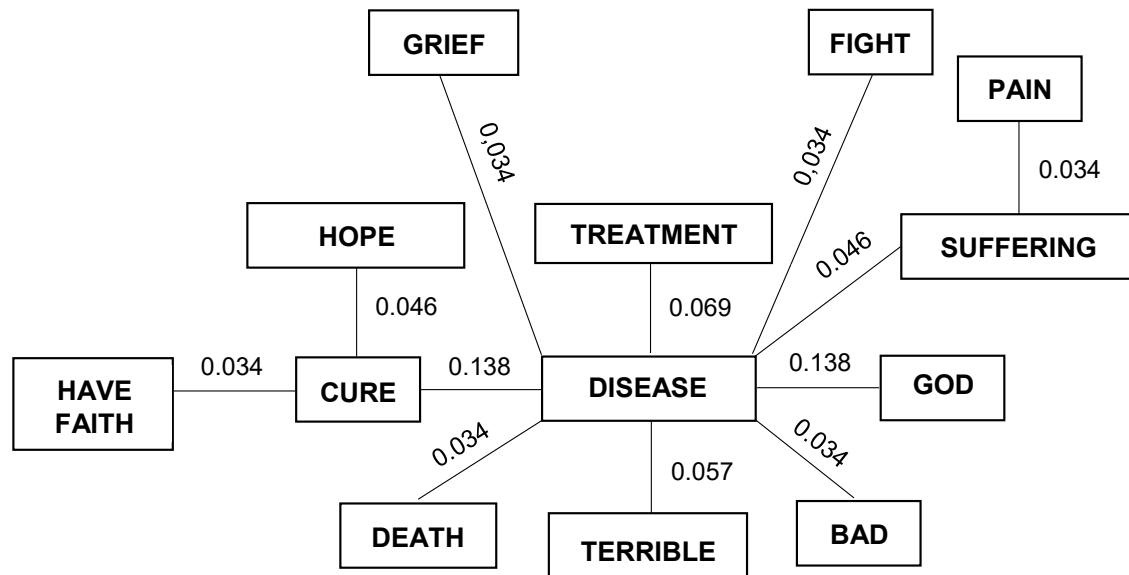 GRIEF
FIGHT
PAIN
0,034
0,034
0.034
HOPE
TREATMENT
SUFFERING
0.046
0.046
0.069
HAVE
FAITH
0.034
CURE
0.138
DISEASE
0.138
GOD
0.034
0.057
0.034
DEATH
TERRIBLE
BAD